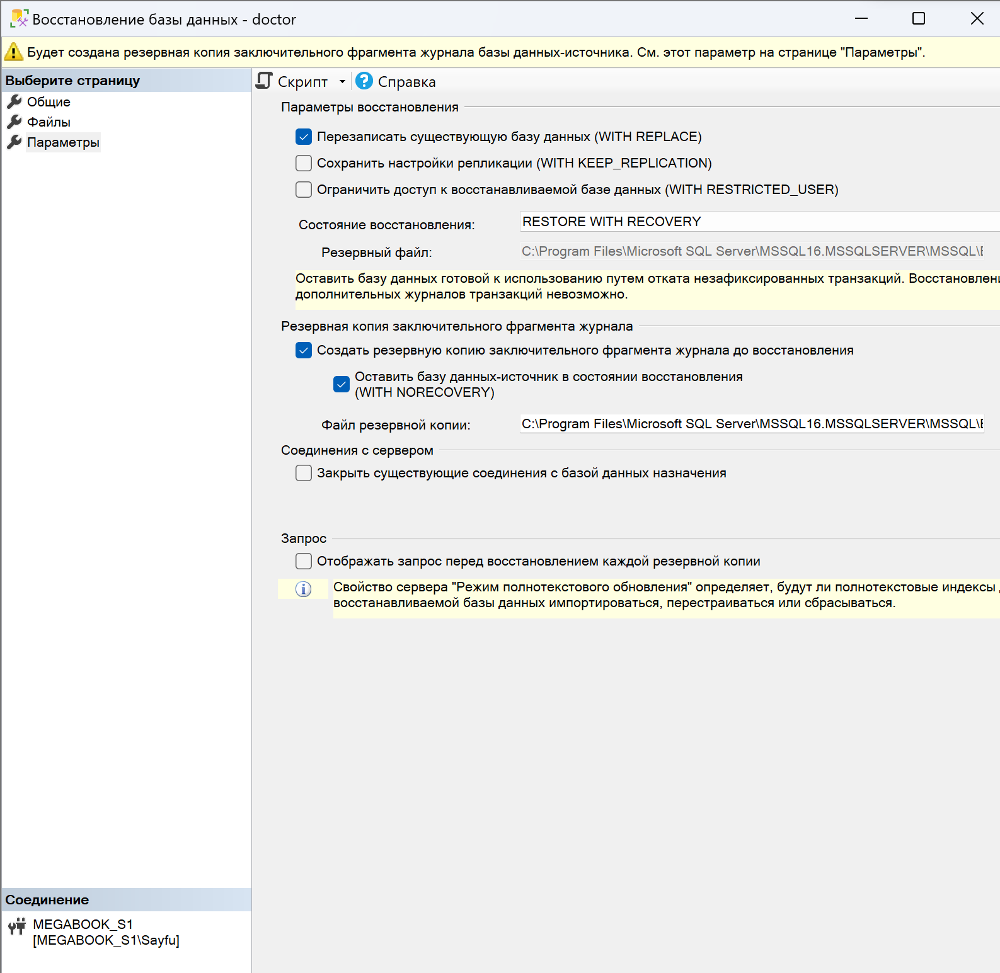 Восстановление базы данных - doctor
Будет создана резервная копия заключительного фрагмента журнала базы данных-источника. См. этот параметр на странице "Параметры".
Выберите страницу
Общие
Файлы
Параметры
Скрипт
Справка
Параметры восстановления
Перезаписать существующую базу данных (WITH REPLACE)
Сохранить настройки репликации (WITH KEEP_REPLICATION)
Ограничить доступ к восстанавливаемой базе данных (WITH RESTRICTED_USER)
Состояние восстановления:
RESTORE WITH RECOVERY
Резервный файл:
C:\Program Files\Microsoft SQL Server\MSSQL16.MSSQLSERVER\MSSQL\
Оставить базу данных готовой к использованию путем отката незафиксированных транзакций. Восстановлени
дополнительных журналов транзакций невозможно.
Резервная копия заключительного фрагмента журнала
Создать резервную копию заключительного фрагмента журнала до восстановления
Оставить базу данных-источник в состоянии восстановления
(WITH NORECOVERY)
Файл резервной копии:
C:\Program Files\Microsoft SQL Server\MSSQL16.MSSQLSERVER\MSSQL\
Соединения с сервером
Закрыть существующие соединения с базой данных назначения
Запрос
Отображать запрос перед восстановлением каждой резервной копии
Свойство сервера "Режим полнотекстового обновления" определяет, будут ли полнотекстовые индексы
восстанавливаемой базы данных импортироваться, перестраиваться или сбрасываться.
Соединение
MEGABOOK_S1
[MEGABOOK_S1\Sayfu]